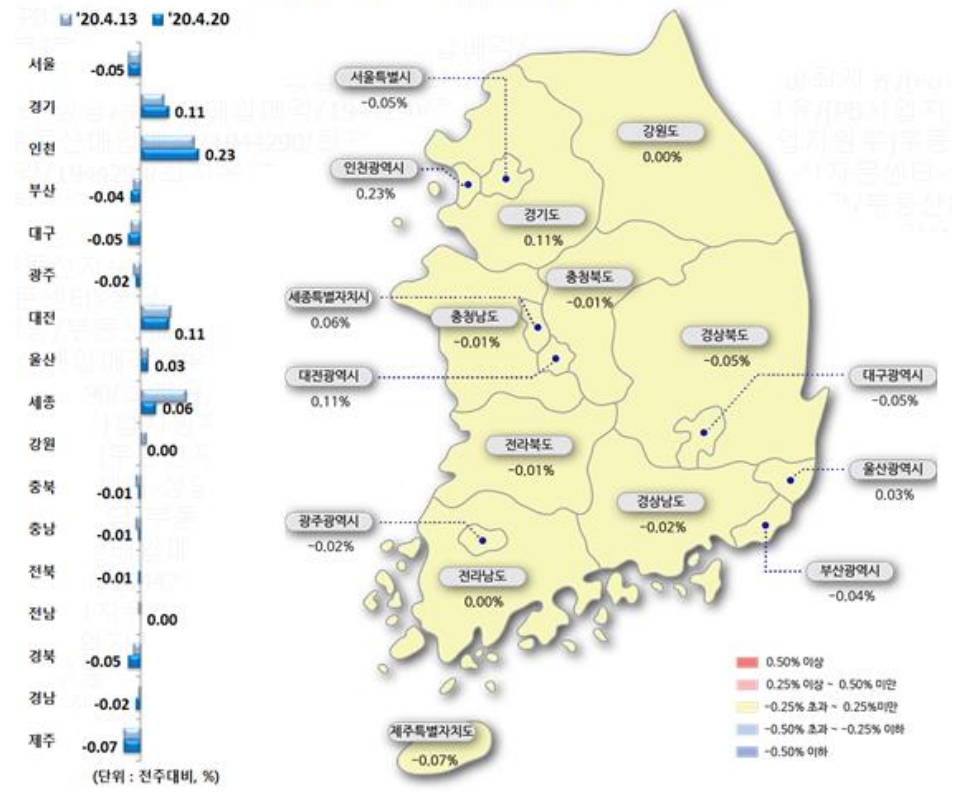 '20.4.13 '20.4.20
서울 -0.05
경기 0.11
인천 0.23
부산 -0.04
대구 -0.05
광주 -0.02
대전 0.11
울산 0.03
세종 0.06
강원 0.00
충북 -0.01
충남 -0.01
전북 -0.01
전남 0.00
경북 -0.05
경남 -0.02
제주 -0.07
(단위 : 전주대비, %)
서울특별시
-0.05%
강원도
0.00%
인천광역시
0.23%
경기도
0.11%
충청북도
-0.01%
세종특별자치시
0.06%
충청남도
-0.01%
경상북도
-0.05%
대전광역시
0.11%
대구광역시
-0.05%
전라북도
-0.01%
울산광역시
0.03%
경상남도
-0.02%
광주광역시
-0.02%
전라남도
0.00%
부산광역시
-0.04%
제주특별자치도
-0.07%
0.50% 이상
0.25% 이상 ~ 0.50% 미만
-0.25% 초과 ~ 0.25%미만
-0.50% 초과 ~ -0.25% 이하
-0.50% 이하